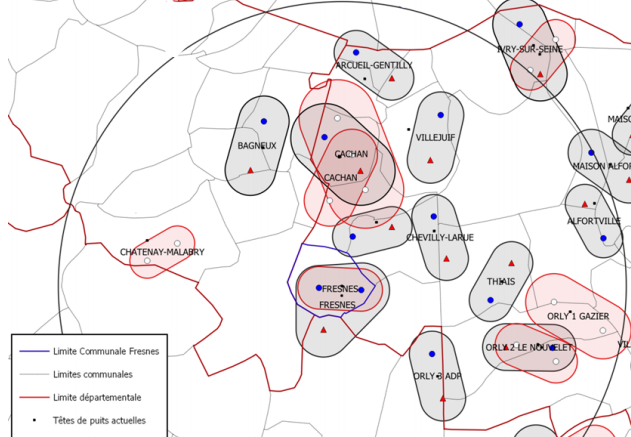 IVRY-SUR-SEINE
ARCUEIL-GENTILLY
MAISO
BAGNEUX
VILLEJUIF
CACHAN
MAISON ALFOR
CACHAN
ALFORTVILLE
CHEVILLY-LARUE
CHATENAY-MALABRY
THIAIS
FRESNES
FRESNES
ORLY 1 GAZIER
ORLY 2 LE NOUVELET
VIL
ORLY 3 ADP
Limite Communale Fresnes
Limites communales
Limite départementale
Têtes de puits actuelles